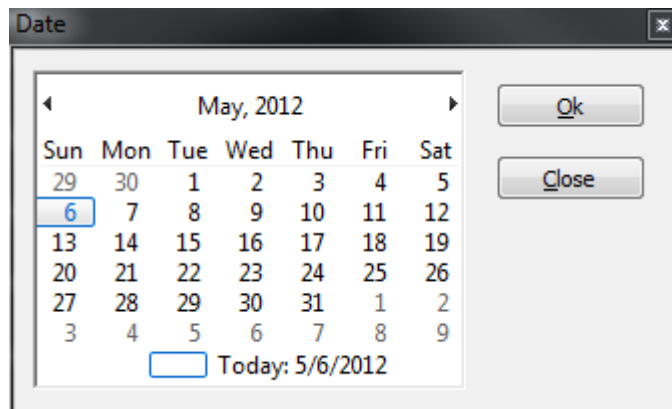 Date
May, 2012
Sun Mon Tue Wed Thu Fri Sat
29 30 1 2 3 4 5
6 7 8 9 10 11 12
13 14 15 16 17 18 19
20 21 22 23 24 25 26
27 28 29 30 31 1 2
3 4 5 6 7 8 9
Today: 5/6/2012
Ok
Close